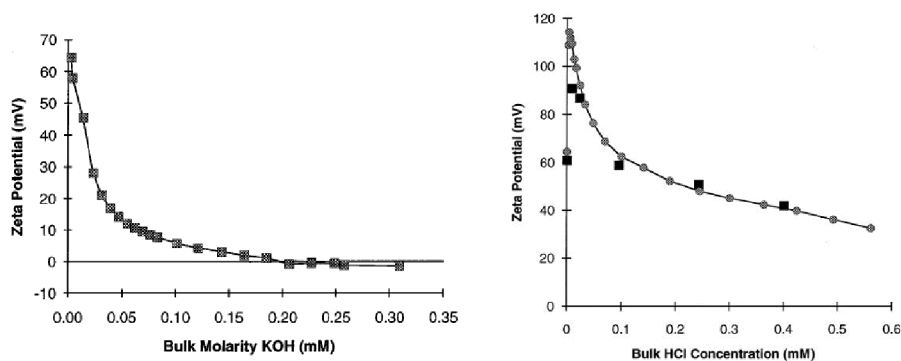 70
60
50
40
30
20
10
0
-10
Zeta Potential (mV)
0.00 0.05 0.10 0.15 0.20 0.25 0.30 0.35
Bulk Molarity KOH (mM)
120
100
80
60
40
20
0
Zeta Potential (mV)
0 0.1 0.2 0.3 0.4 0.5 0.6
Bulk HCl Concentration (mM)